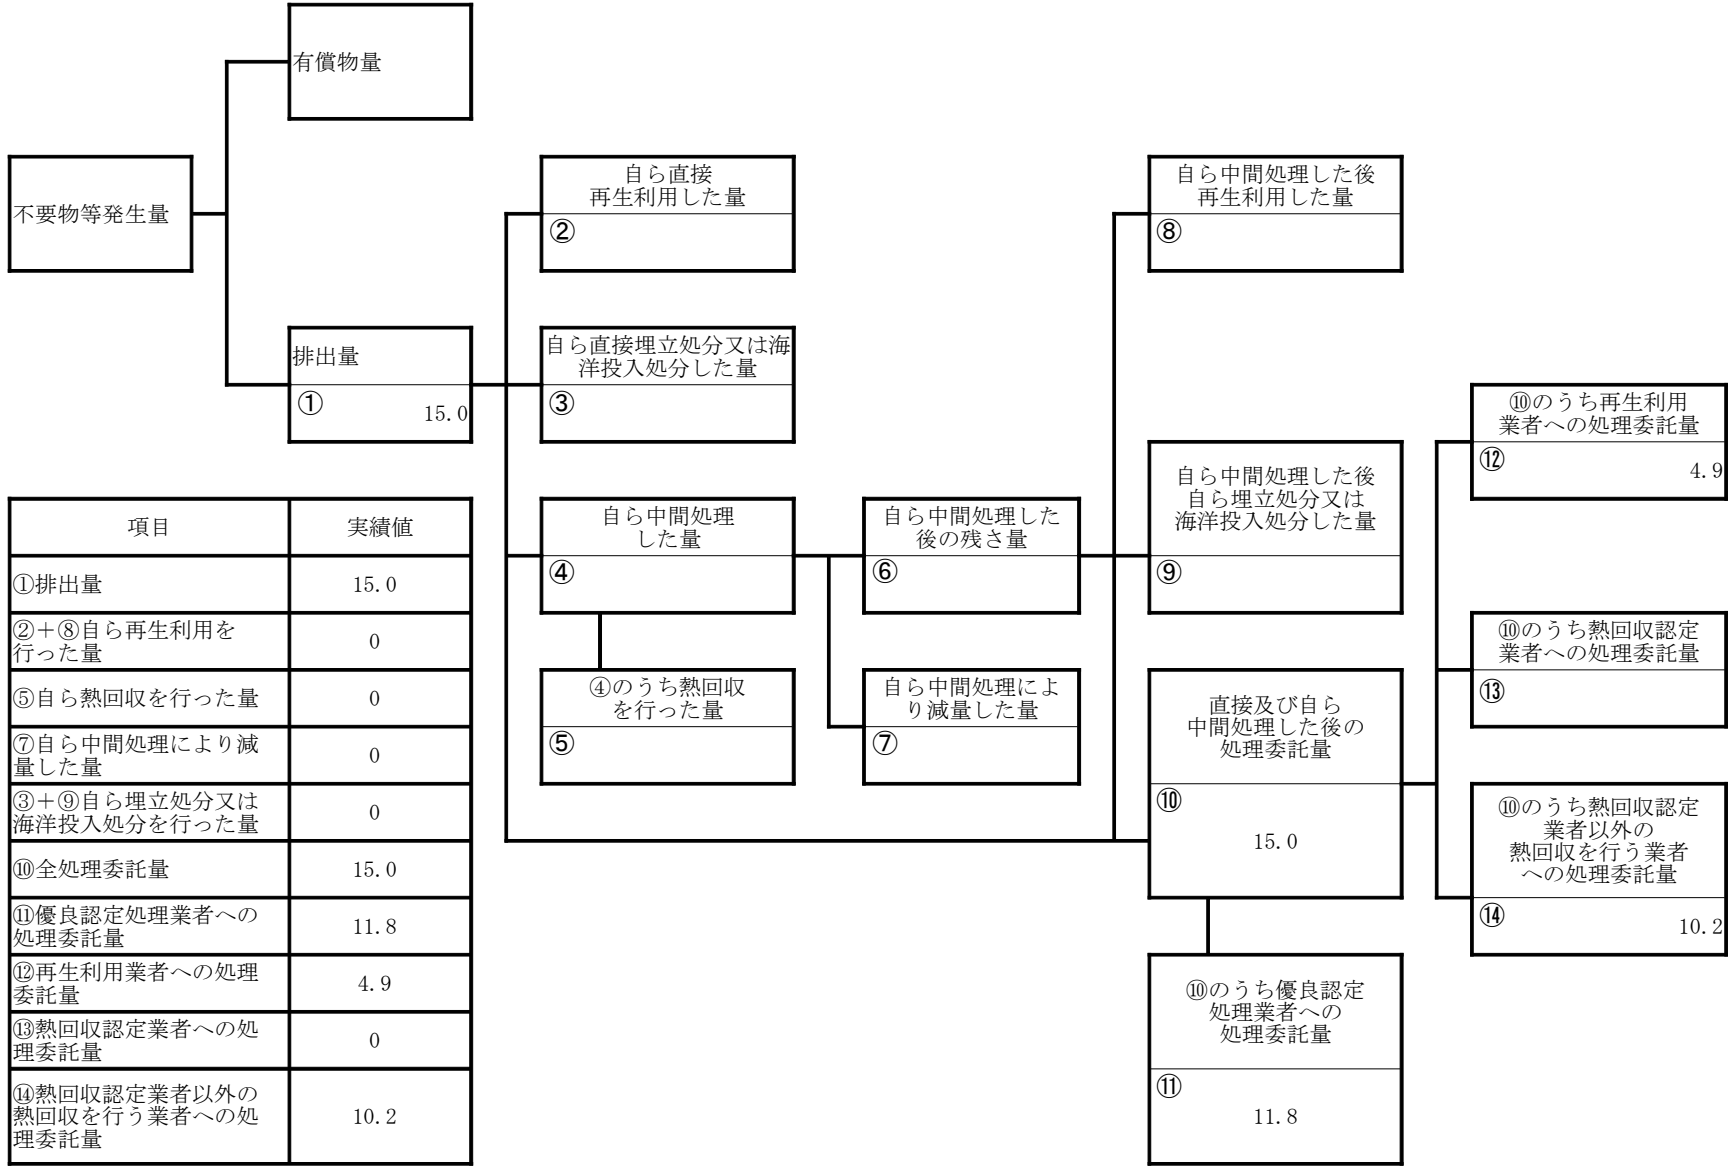 有償物量
不要物等発生量
自ら直接
再生利用した量
②
自ら中間処理した後
再生利用した量
⑧
排出量
① 15.0
自ら直接埋立処分又は海
洋投入処分した量
③
⑩のうち再生利用
業者への処理委託量
⑫ 4.9
自ら中間処理
した量
④
自ら中間処理した
後の残さ量
⑥
自ら中間処理した後
自ら埋立処分又は
海洋投入処分した量
⑨
⑩のうち熱回収認定
業者への処理委託量
⑬
④のうち熱回収
を行った量
⑤
自ら中間処理によ
り減量した量
⑦
直接及び自ら
中間処理した後の
処理委託量
⑩
15.0
⑩のうち熱回収認定
業者以外の
熱回収を行う業者
への処理委託量
⑭ 10.2
⑩のうち優良認定
処理業者への
処理委託量
⑪
11.8
項目 実績値
①排出量 15.0
②+⑧自ら再生利用を
行った量 0
⑤自ら熱回収を行った量 0
⑦自ら中間処理により減
量した量 0
③+⑨自ら埋立処分又は
海洋投入処分を行った量 0
⑩全処理委託量 15.0
⑪優良認定処理業者への
処理委託量 11.8
⑫再生利用業者への処理
委託量 4.9
⑬熱回収認定業者への処
理委託量 0
⑭熱回収認定業者以外の
熱回収を行う業者への処 10.2
理委託量